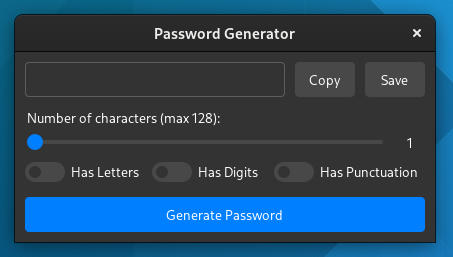 Password Generator ×
Copy Save
Number of characters (max 128):
1
Has Letters Has Digits Has Punctuation
Generate Password